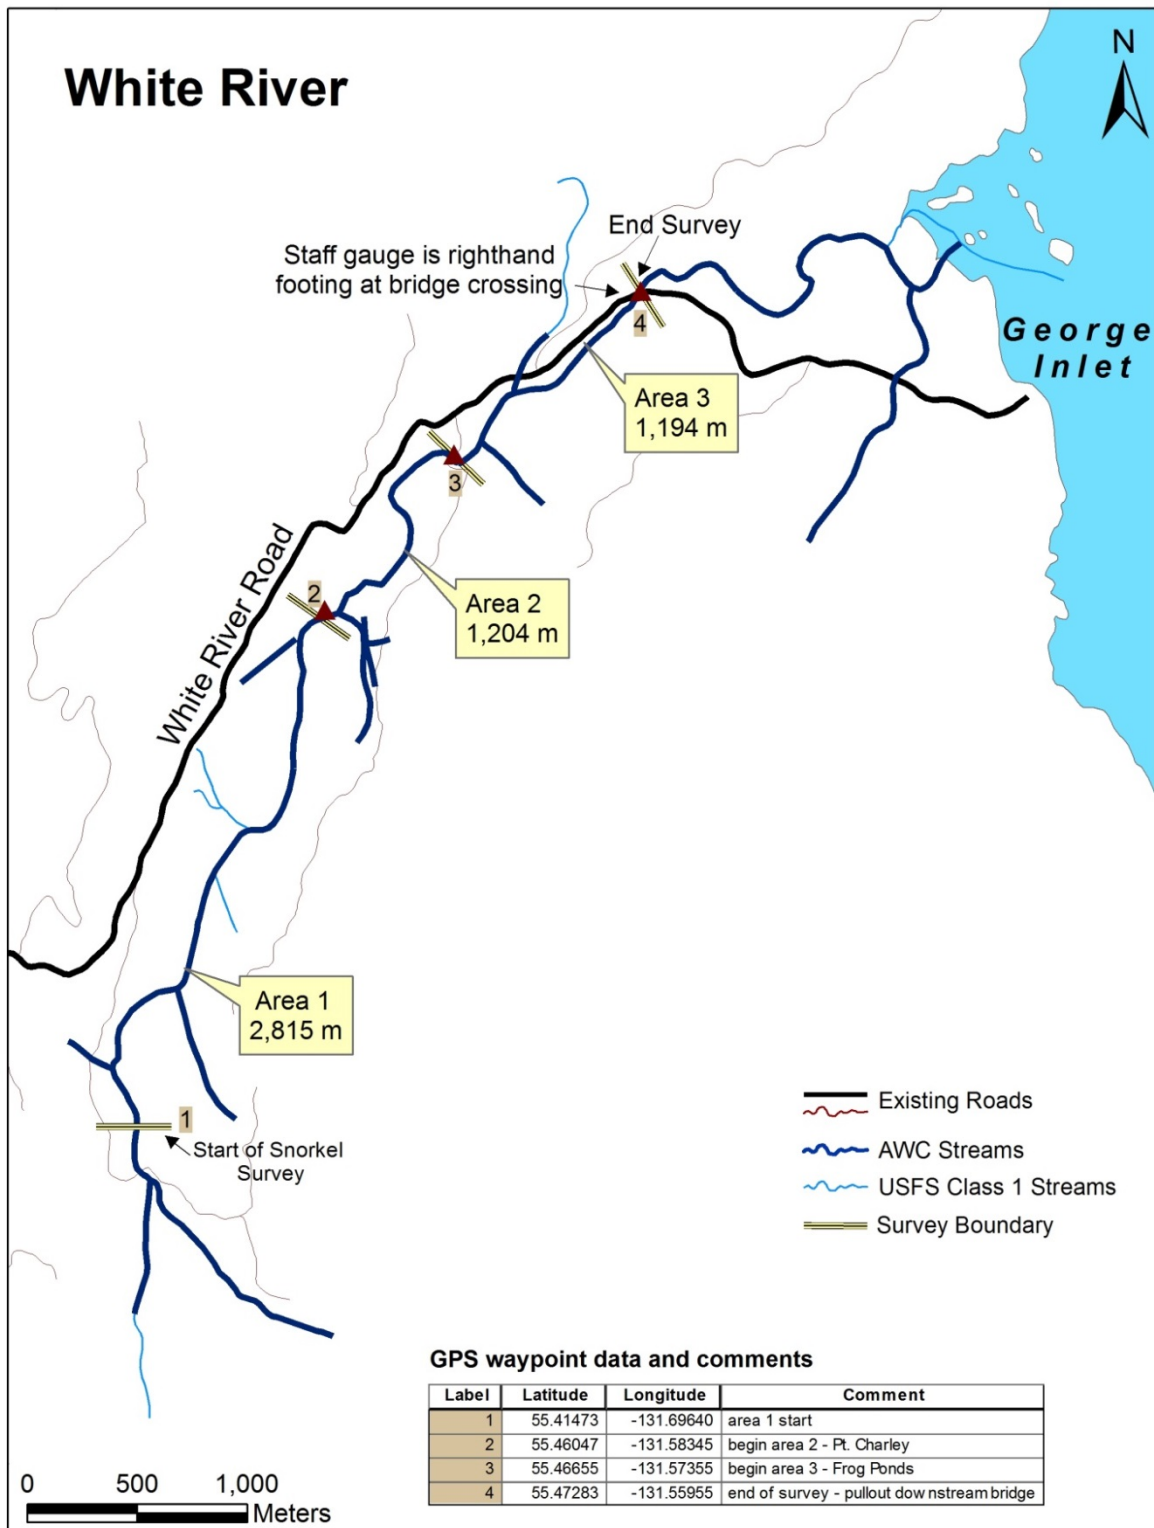 White River
N
End Survey
Staff gauge is righthand
footing at bridge crossing
4
George
Inlet
Area 3
1,194 m
3
2
Area 2
1,204 m
White River Road
Area 1
2,815 m
1
Start of Snorkel
Survey
Existing Roads
AWC Streams
USFS Class 1 Streams
Survey Boundary
GPS waypoint data and comments
Label Latitude Longitude Comment
1 55.41473 -131.69640 area 1 start
2 55.46047 -131.58345 begin area 2 - Pt. Charley
3 55.46655 -131.57355 begin area 3 - Frog Ponds
4 55.47283 -131.55955 end of survey - pullout dow nstream bridge
0 500 1,000
Meters